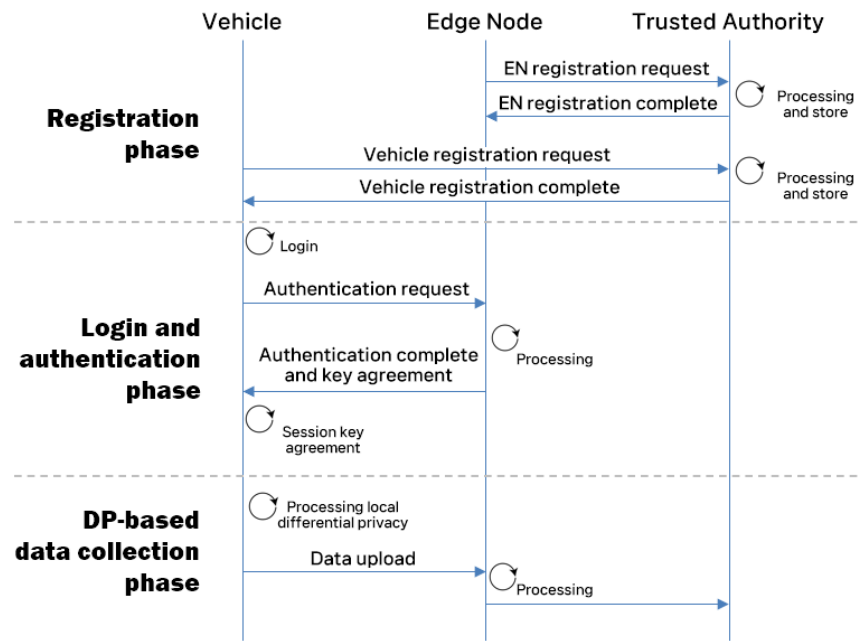 Vehicle
Edge Node
Trusted Authority
Registration
phase
EN registration request
Processing
and store
EN registration complete
Vehicle registration request
Processing
and store
Vehicle registration complete
Login and
authentication
phase
Login
Authentication request
Processing
Authentication complete
and key agreement
Session key
agreement
DP-based
data collection
phase
Processing local
differential privacy
Data upload
Processing